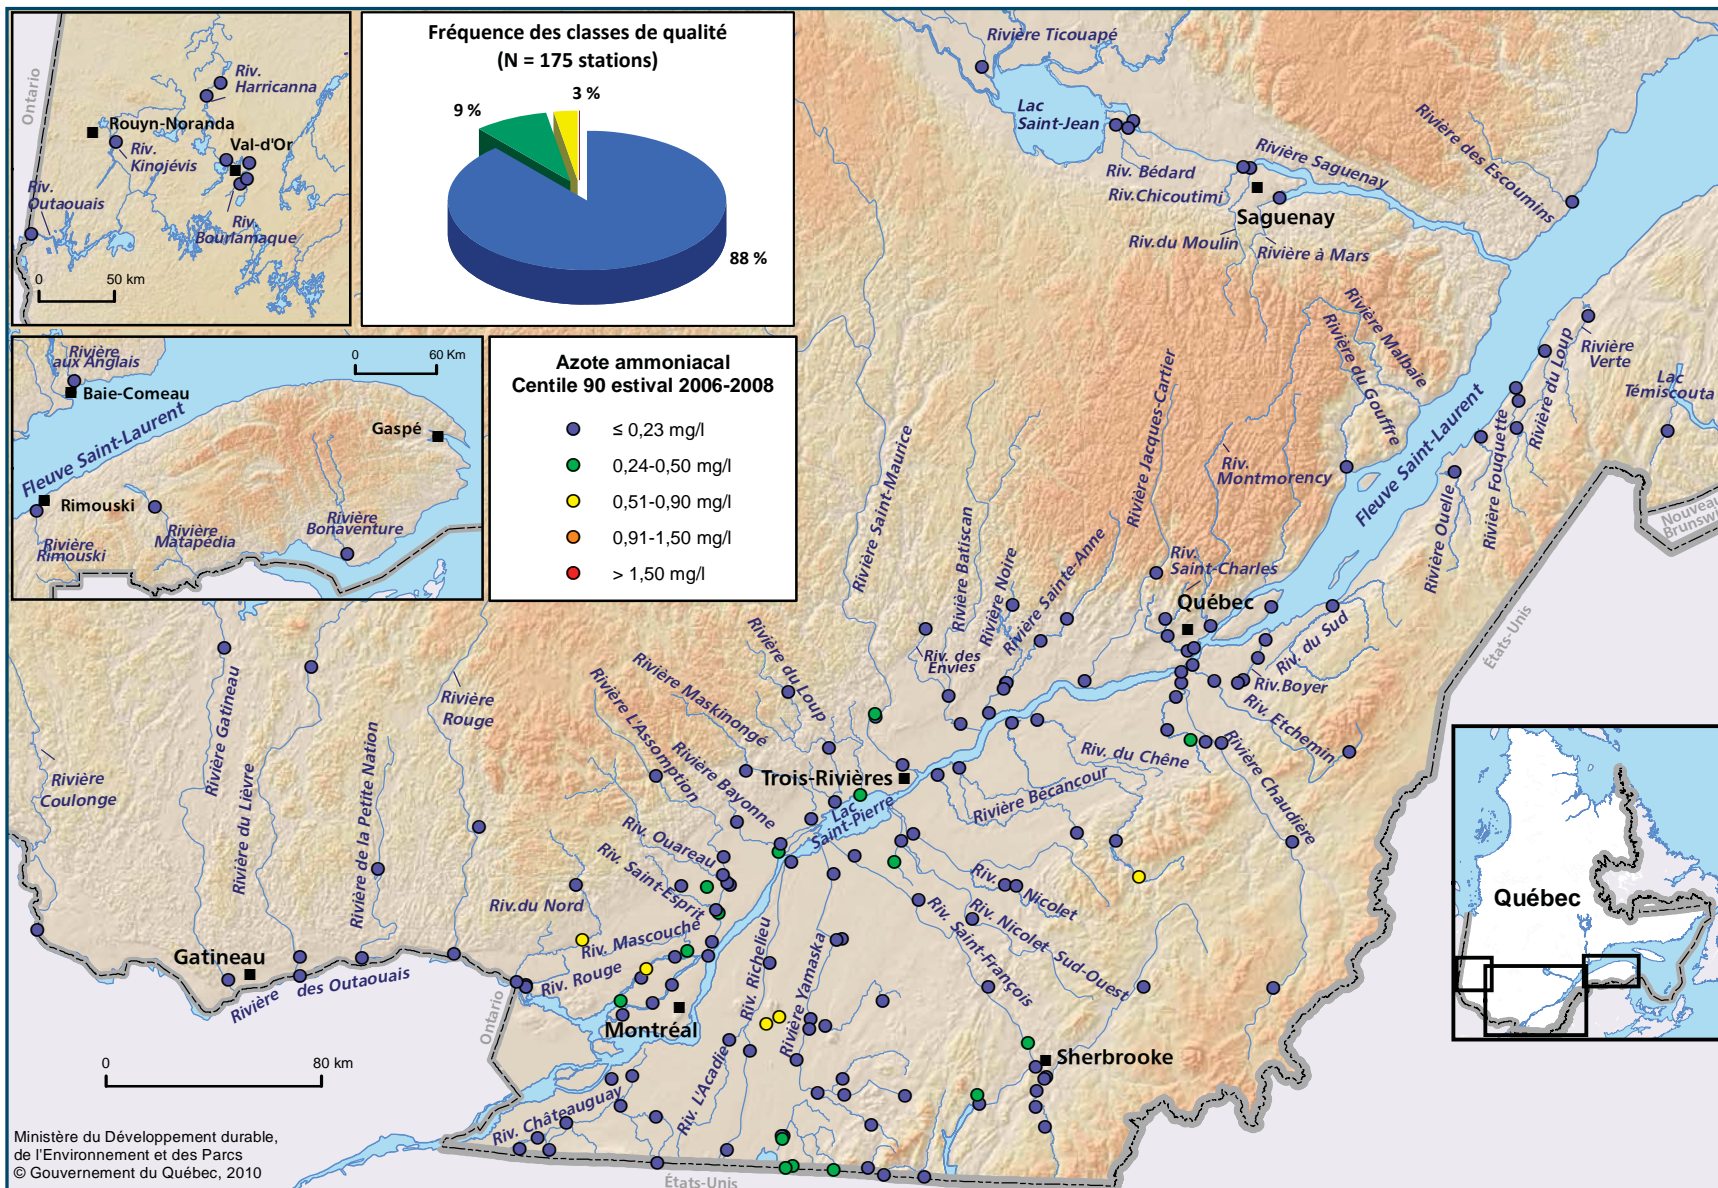 Ontario
Riv.
Harricanna
Rouyn-Noranda
Riv.
Kinojévis
Val-d'Or
Riv.
Outaouais
Riv.
Bourlamaque
0
50 km
Fréquence des classes de qualité
(N = 175 stations)
9 %
3 %
88 %
Rivière
aux Anglais
Baie-Comeau
0
60 Km
Fleuve Saint-Laurent
Gaspé
Rimouski
Rivière
Rimouski
Rivière
Matapédia
Rivière
Bonaventure
Azote ammoniacal
Centile 90 estival 2006-2008
≤ 0,23 mg/l
0,24-0,50 mg/l
0,51-0,90 mg/l
0,91-1,50 mg/l
> 1,50 mg/l
Rivière Ticouapé
Lac
Saint-Jean
Riv. Bédard
Riv.Chicoutimi
Rivière Saguenay
Saguenay
Riv.du Moulin
Rivière à Mars
Rivière des Escoumins
Rivière Malbaie
Rivière du Gouffre
Rivière
Verte
Rivière du Loup
Lac
Témiscouta
Rivière Fouquette
Rivière Ouelle
Fleuve Saint-Laurent
Nouveau
Brunswi
États-Unis
Rivière Saint-Maurice
Rivière Batiscan
Rivière Noire
Rivière Sainte-Anne
Rivière Jacques-Cartier
Riv.
Montmorency
Riv.
Saint-Charles
Québec
Riv. des
Envies
Riv. du Sud
Riv.Boyer
Riv. Etchemin
Rivière Chaudière
Riv. du Chêne
Rivière Bécancour
Rivière du Loup
Rivière Maskinongé
Rivière L'Assomption
Rivière Bayonne
Trois-Rivières
Lac
Saint-Pierre
Rivière
Coulonge
Rivière Gatineau
Rivière du Lièvre
Rivière de la Petite Nation
Rivière
Rouge
Riv. Ouareau
Riv. Saint-Esprit
Riv.du Nord
Riv. Mascouche
Riv. Rouge
Gatineau
Rivière des Outaouais
Ontario
Montréal
Riv. Richelieu
Rivière Yamaska
Riv. Nicolet
Riv. Nicolet-Sud-Ouest
Riv. Saint-François
Sherbrooke
Riv. L'Acadie
Riv. Châteauguay
États-Unis
0
80 km
Québec
Ministère du Développement durable,
de l'Environnement et des Parcs
© Gouvernement du Québec, 2010